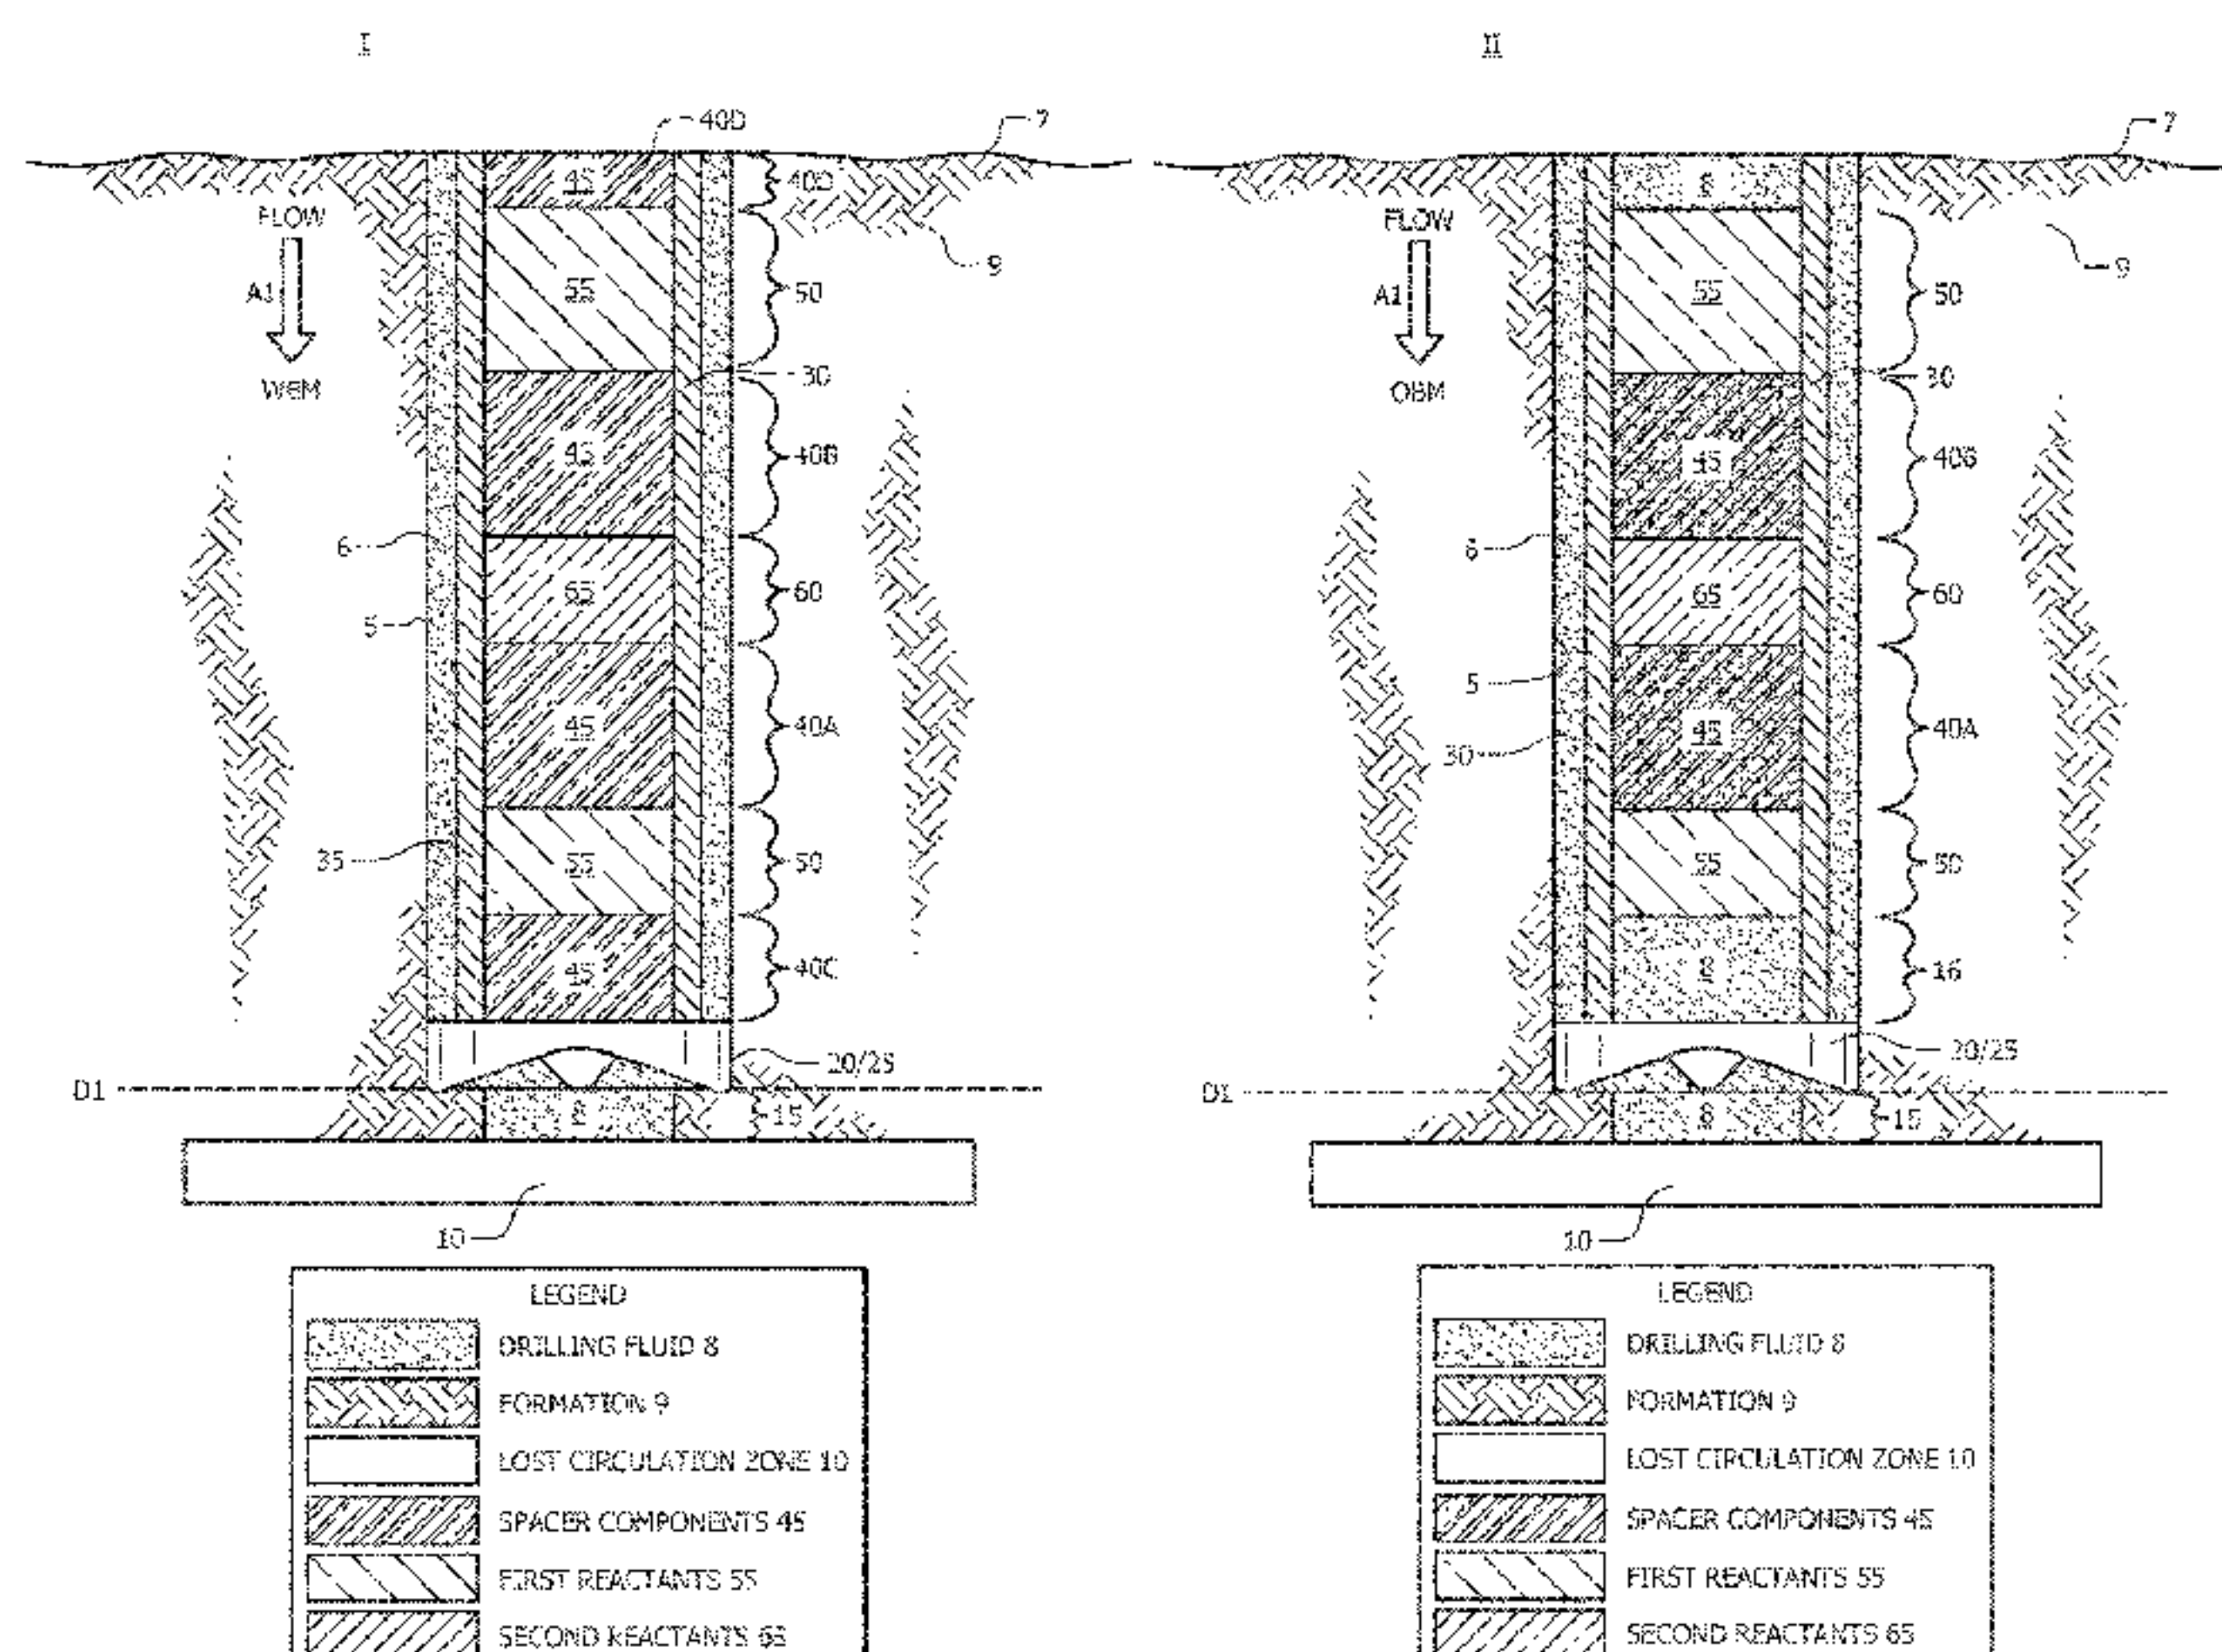 I
40D
7
45
40D
FLOW
A1
WBM
9
55
50
30
45
40B
6
65
60
5
45
40A
35
55
50
45
40C
20/25
D1
8
15
10
LEGEND
DRILLING FLUID 8
FORMATION 9
LOST CIRCULATION ZONE 10
SPACER COMPONENTS 45
FIRST REACTANTS 55
SECOND REACTANTS 65
II
7
8
FLOW
A1
OBM
9
55
50
30
45
40B
6
65
60
5
45
40A
30
55
50
8
16
20/25
D1
8
15
10
LEGEND
DRILLING FLUID 8
FORMATION 9
LOST CIRCULATION ZONE 10
SPACER COMPONENTS 45
FIRST REACTANTS 55
SECOND REACTANTS 65